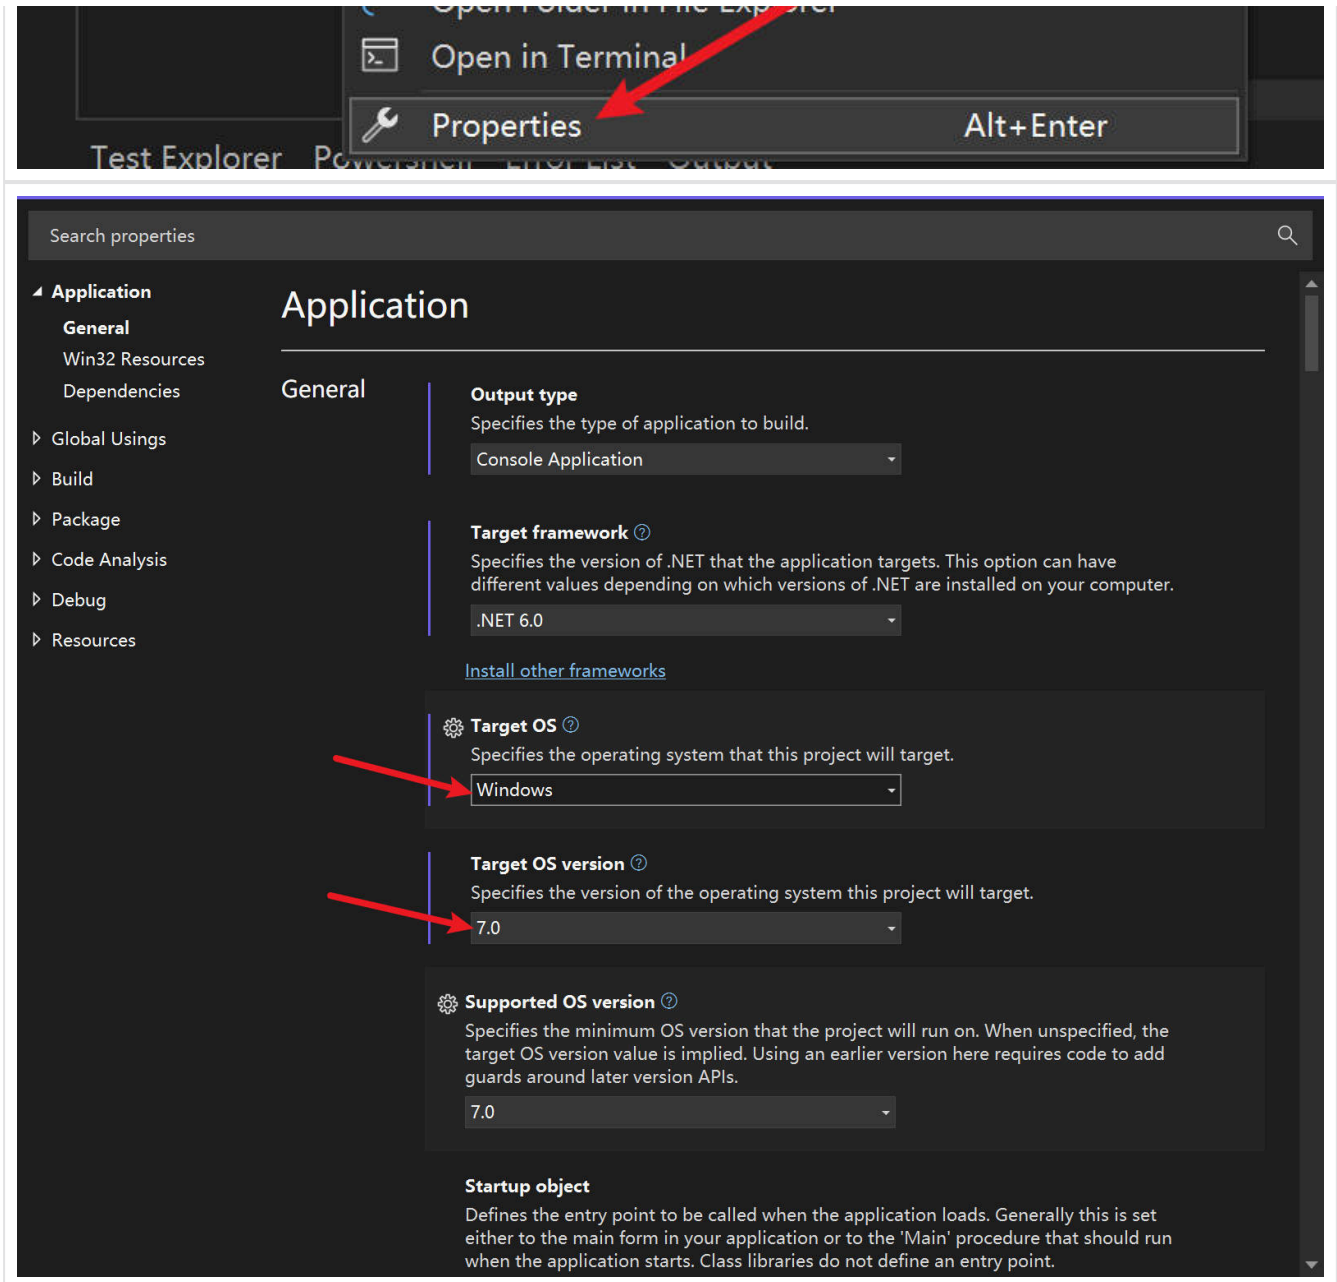 Open Folder in File Explorer
Open in Terminal
Properties Alt+Enter
Test Explorer Powershell Error List Output
Search properties
Application
General
Win32 Resources
Dependencies
Global Usings
Build
Package
Code Analysis
Debug
Resources
Application
General
Output type
Specifies the type of application to build.
Console Application
Target framework
Specifies the version of .NET that the application targets. This option can have
different values depending on which versions of .NET are installed on your computer.
.NET 6.0
Install other frameworks
Target OS
Specifies the operating system that this project will target.
Windows
Target OS version
Specifies the version of the operating system this project will target.
7.0
Supported OS version
Specifies the minimum OS version that the project will run on. When unspecified, the
target OS version value is implied. Using an earlier version here requires code to add
guards around later version APIs.
7.0
Startup object
Defines the entry point to be called when the application loads. Generally this is set
either to the main form in your application or to the 'Main' procedure that should run
when the application starts. Class libraries do not define an entry point.